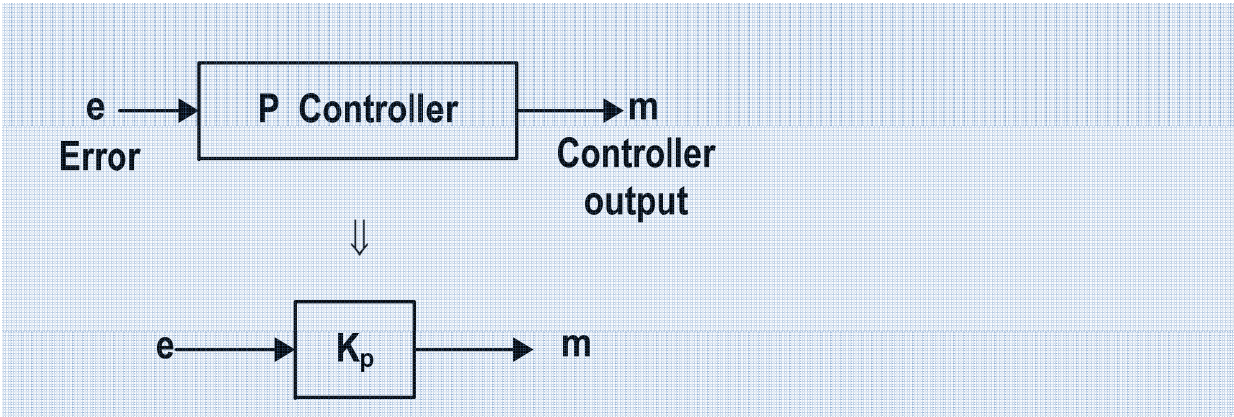 e P Controller m
Error Controller
output
⇓
e Kp m